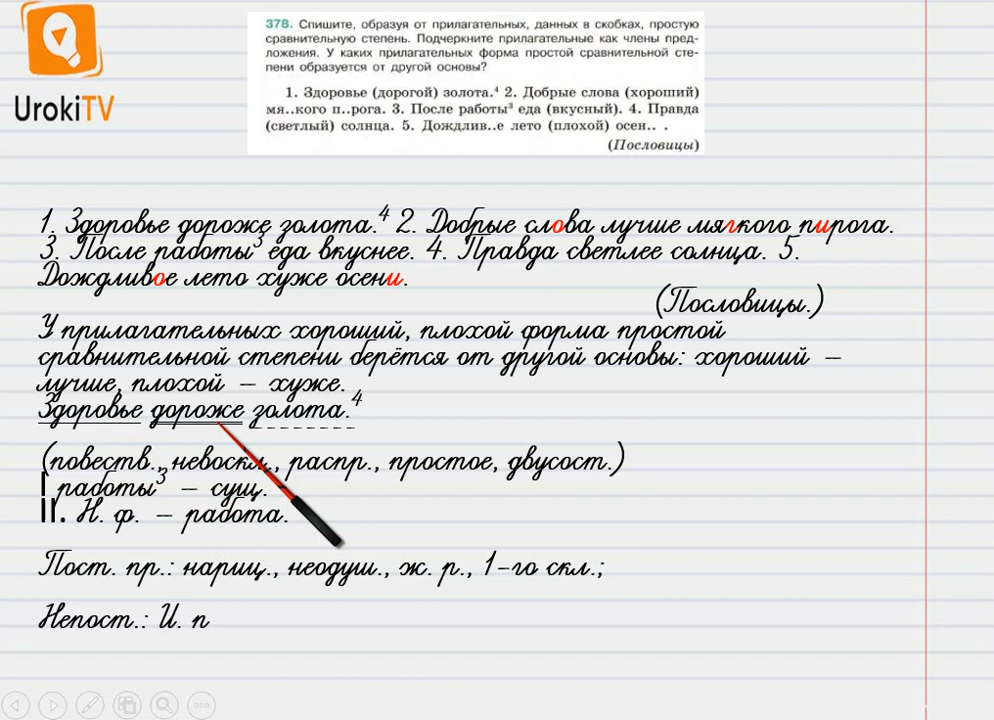 UrokiTV
378. Спишите, образуя от прилагательных, данных в скобках, простую
сравнительную степень. Подчеркните прилагательные как члены пред-
ложения. У каких прилагательных форма простой сравнительной сте-
пени образуется от другой основы?
1. Здоровье (дорогой) золота.⁴ 2. Добрые слова (хороший)
мя..кого п..рога. 3. После работы³ еда (вкусный). 4. Правда
(светлый) солнца. 5. Дождлив..е лето (плохой) осен.. .
(Пословицы)
1. Здоровье дороже золота.⁴ 2. Добрые слова лучше мягкого пирога.
3. После работы³ еда вкуснее. 4. Правда светлее солнца. 5.
Дождливое лето хуже осени.
(Пословицы.)
У прилагательных хороший, плохой форма простой
сравнительной степени берётся от другой основы: хороший –
лучше, плохой – хуже.
Здоровье дороже золота.⁴
(повеств., невоскл., распр., простое, двусост.)
I работы³ – сущ. -
II. Н. ф. – работа.
Пост. пр.: нариц., неодуш., ж. р., 1-го скл.;
Непост.: И. п